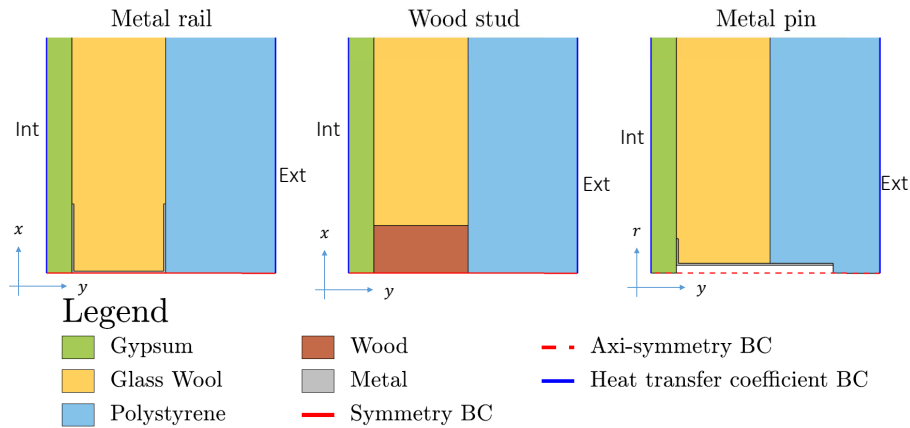 Metal rail Wood stud Metal pin
Int Int Int
Ext Ext Ext
x x r
y y y
Legend
Gypsum Wood Axi-symmetry BC
Glass Wool Metal Heat transfer coefficient BC
Polystyrene Symmetry BC